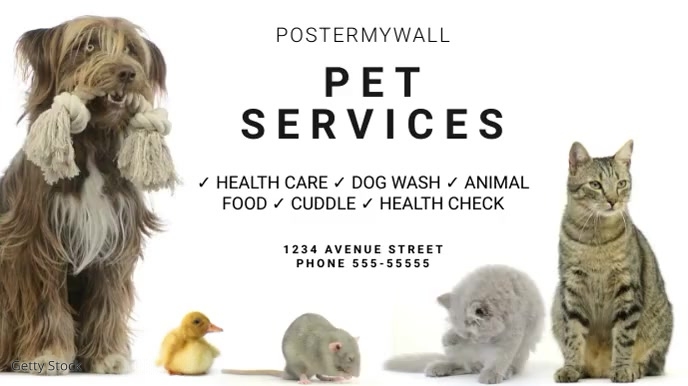 POSTERMYWALL
PET
SERVICES
✓ HEALTH CARE ✓ DOG WASH ✓ ANIMAL
FOOD ✓ CUDDLE ✓ HEALTH CHECK
1234 AVENUE STREET
PHONE 555-55555
Getty Stock